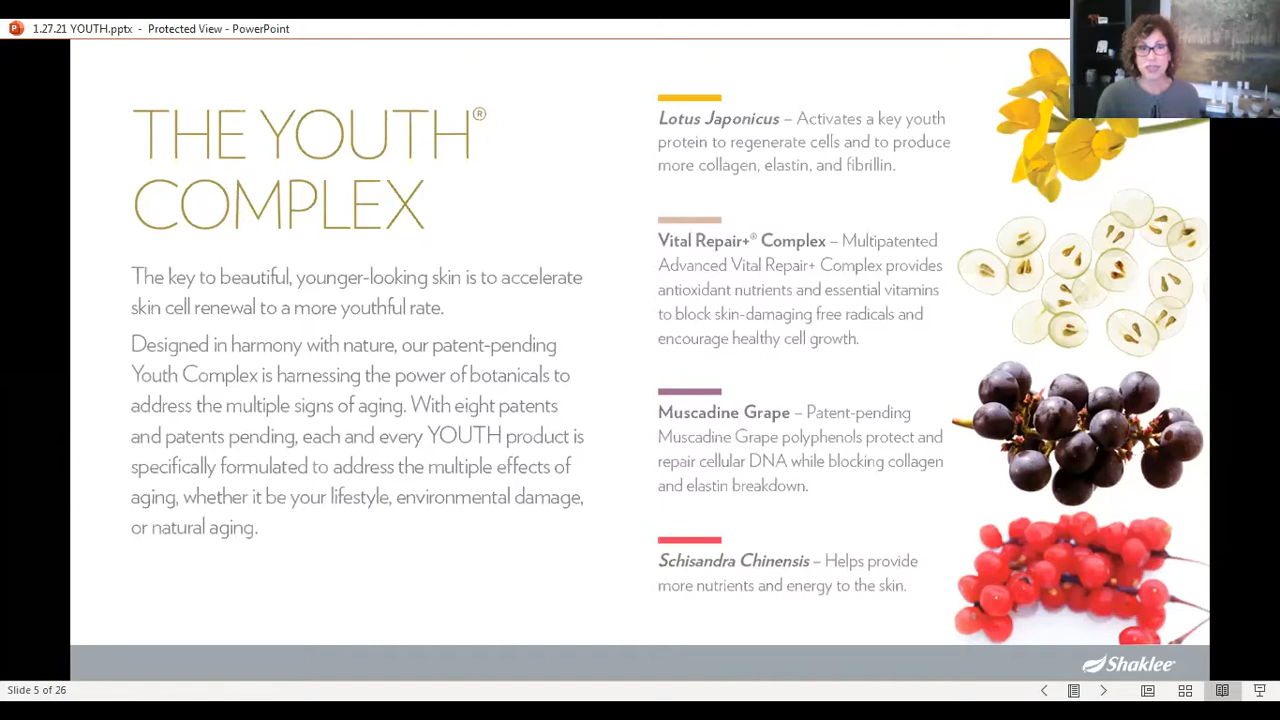 1.27.21 YOUTH.pptx - Protected View - PowerPoint
THE YOUTH®
COMPLEX
The key to beautiful, younger-looking skin is to accelerate
skin cell renewal to a more youthful rate.
Designed in harmony with nature, our patent-pending
Youth Complex is harnessing the power of botanicals to
address the multiple signs of aging. With eight patents
and patents pending, each and every YOUTH product is
specifically formulated to address the multiple effects of
aging, whether it be your lifestyle, environmental damage,
or natural aging.
Lotus Japonicus – Activates a key youth
protein to regenerate cells and to produce
more collagen, elastin, and fibrillin.
Vital Repair+® Complex – Multipatented
Advanced Vital Repair+ Complex provides
antioxidant nutrients and essential vitamins
to block skin-damaging free radicals and
encourage healthy cell growth.
Muscadine Grape – Patent-pending
Muscadine Grape polyphenols protect and
repair cellular DNA while blocking collagen
and elastin breakdown.
Schisandra Chinensis – Helps provide
more nutrients and energy to the skin.
Shaklee
Slide 5 of 26